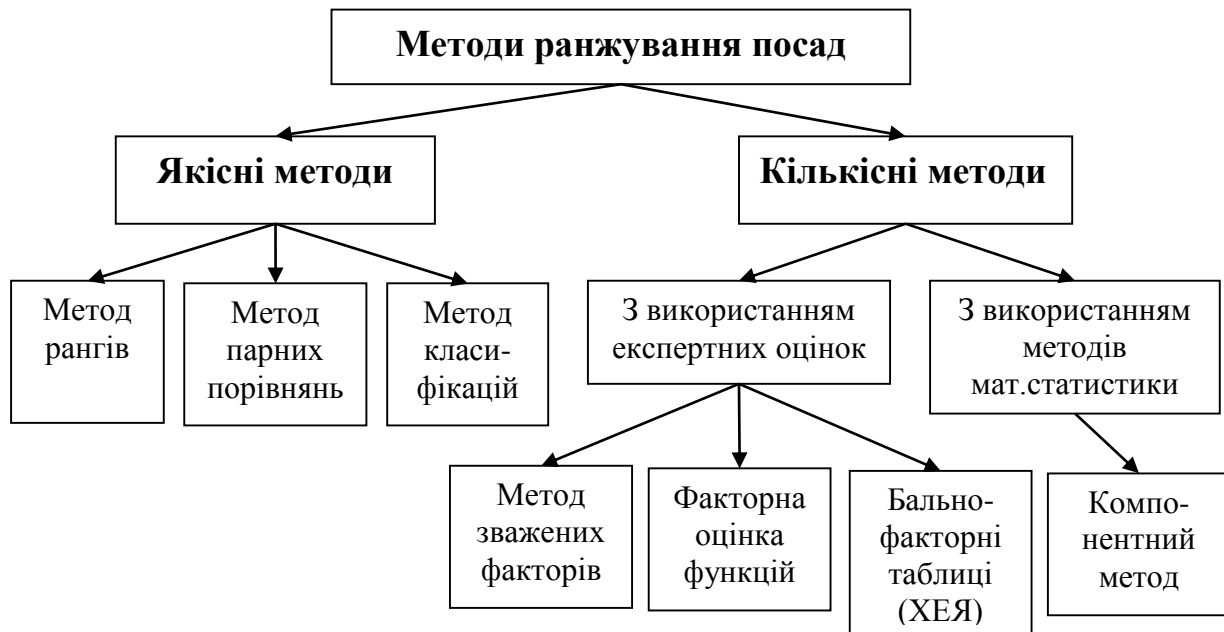 Методи ранжування посад
Якісні методи
Кількісні методи
Метод
рангів
Метод
парних
порівнянь
Метод
класи-
фікацій
З використанням
експертних оцінок
З використанням
методів
мат.статистики
Метод
зважених
факторів
Факторна
оцінка
функцій
Бально-
факторні
таблиці
(ХЕЯ)
Компо-
нентний
метод